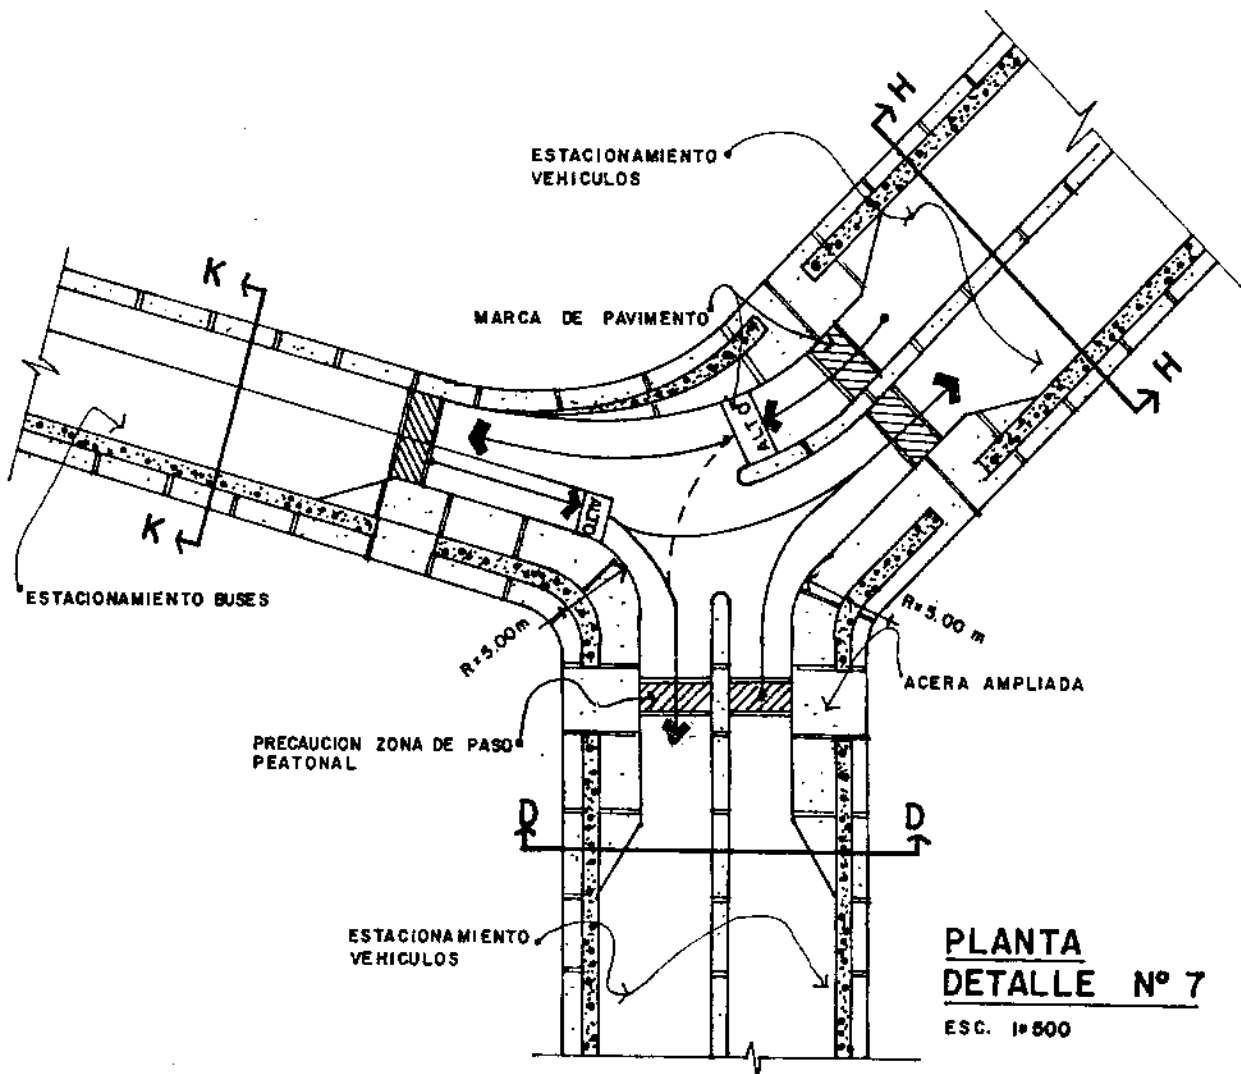 H
ESTACIONAMIENTO
VEHICULOS
K
MARCA DE PAVIMENTO
H
ALTO
ALTO
K
ESTACIONAMIENTO BUSES
R=5.00 m
R=5.00 m
ACERA AMPLIADA
PRECAUCION ZONA DE PASO
PEATONAL
D
D
ESTACIONAMIENTO
VEHICULOS
PLANTA
DETALLE Nº 7
ESC. 1:500